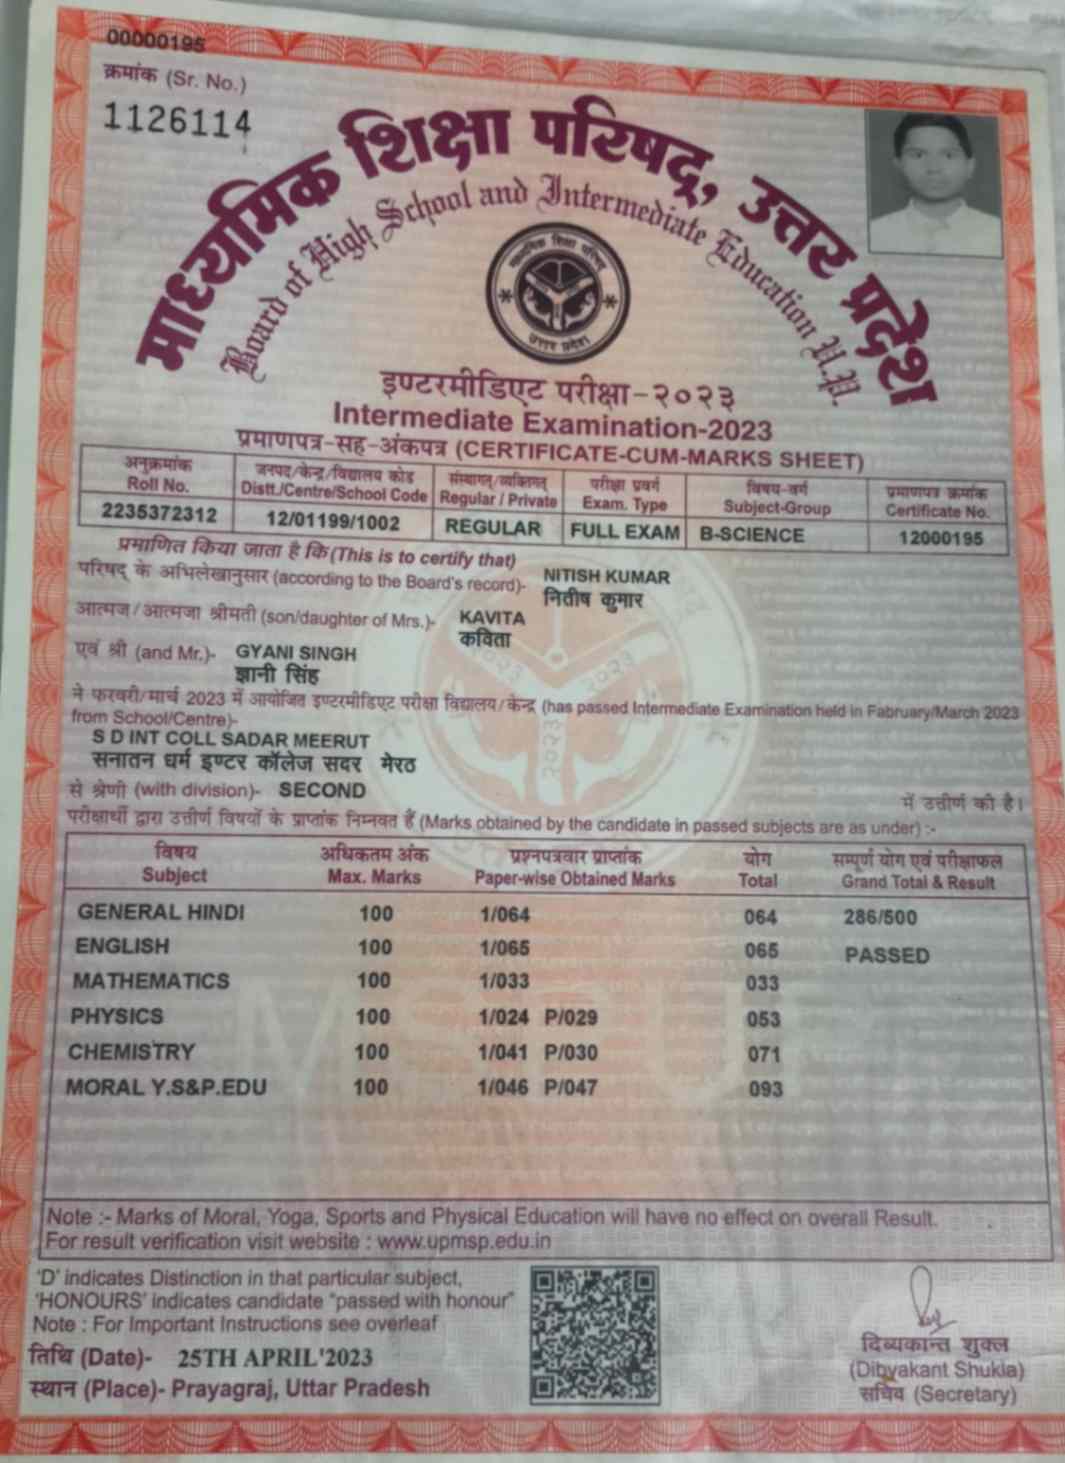 00000195
क्रमांक (Sr. No.)
1126114
माध्यमिक शिक्षा परिषद्, उत्तर प्रदेश
Board of High School and Intermediate Education U.P.
माध्यमिक शिक्षा परिषद्
उत्तर प्रदेश
इण्टरमीडिएट परीक्षा-२०२३
Intermediate Examination-2023
प्रमाणपत्र-सह-अंकपत्र (CERTIFICATE-CUM-MARKS SHEET)
अनुक्रमांक जनपद/केन्द्र/विद्यालय कोड संस्थागत्/व्यक्तिगत् परीक्षा प्रवर्ग विषय-वर्ग प्रमाणपत्र क्रमांक
Roll No. Distt./Centre/School Code Regular / Private Exam. Type Subject-Group Certificate No.
2235372312 12/01199/1002 REGULAR FULL EXAM B-SCIENCE 12000195
प्रमाणित किया जाता है कि (This is to certify that)
परिषद् के अभिलेखानुसार (according to the Board's record)- NITISH KUMAR
नितीष कुमार
आत्मज/आत्मजा श्रीमती (son/daughter of Mrs.)- KAVITA
कविता
एवं श्री (and Mr.)- GYANI SINGH
ज्ञानी सिंह
ने फरवरी/मार्च 2023 में आयोजित इण्टरमीडिएट परीक्षा विद्यालय/केन्द्र (has passed Intermediate Examination held in Fabruary/March 2023
from School/Centre)-
S D INT COLL SADAR MEERUT
सनातन धर्म इण्टर कॉलेज सदर मेरठ
से श्रेणी (with division)- SECOND में उत्तीर्ण की है।
परीक्षार्थी द्वारा उत्तीर्ण विषयों के प्राप्तांक निम्नवत हैं (Marks obtained by the candidate in passed subjects are as under) :-
विषय अधिकतम अंक प्रश्नपत्रवार प्राप्तांक योग सम्पूर्ण योग एवं परीक्षाफल
Subject Max. Marks Paper-wise Obtained Marks Total Grand Total & Result
GENERAL HINDI 100 1/064 064 286/500
ENGLISH 100 1/065 065 PASSED
MATHEMATICS 100 1/033 033
PHYSICS 100 1/024 P/029 053
CHEMISTRY 100 1/041 P/030 071
MORAL Y.S&P.EDU 100 1/046 P/047 093
Note :- Marks of Moral, Yoga, Sports and Physical Education will have no effect on overall Result.
For result verification visit website : www.upmsp.edu.in
'D' indicates Distinction in that particular subject,
'HONOURS' indicates candidate "passed with honour"
Note : For Important Instructions see overleaf
तिथि (Date)- 25TH APRIL'2023
स्थान (Place)- Prayagraj, Uttar Pradesh
दिव्यकान्त शुक्ल
(Dibyakant Shukla)
सचिव (Secretary)